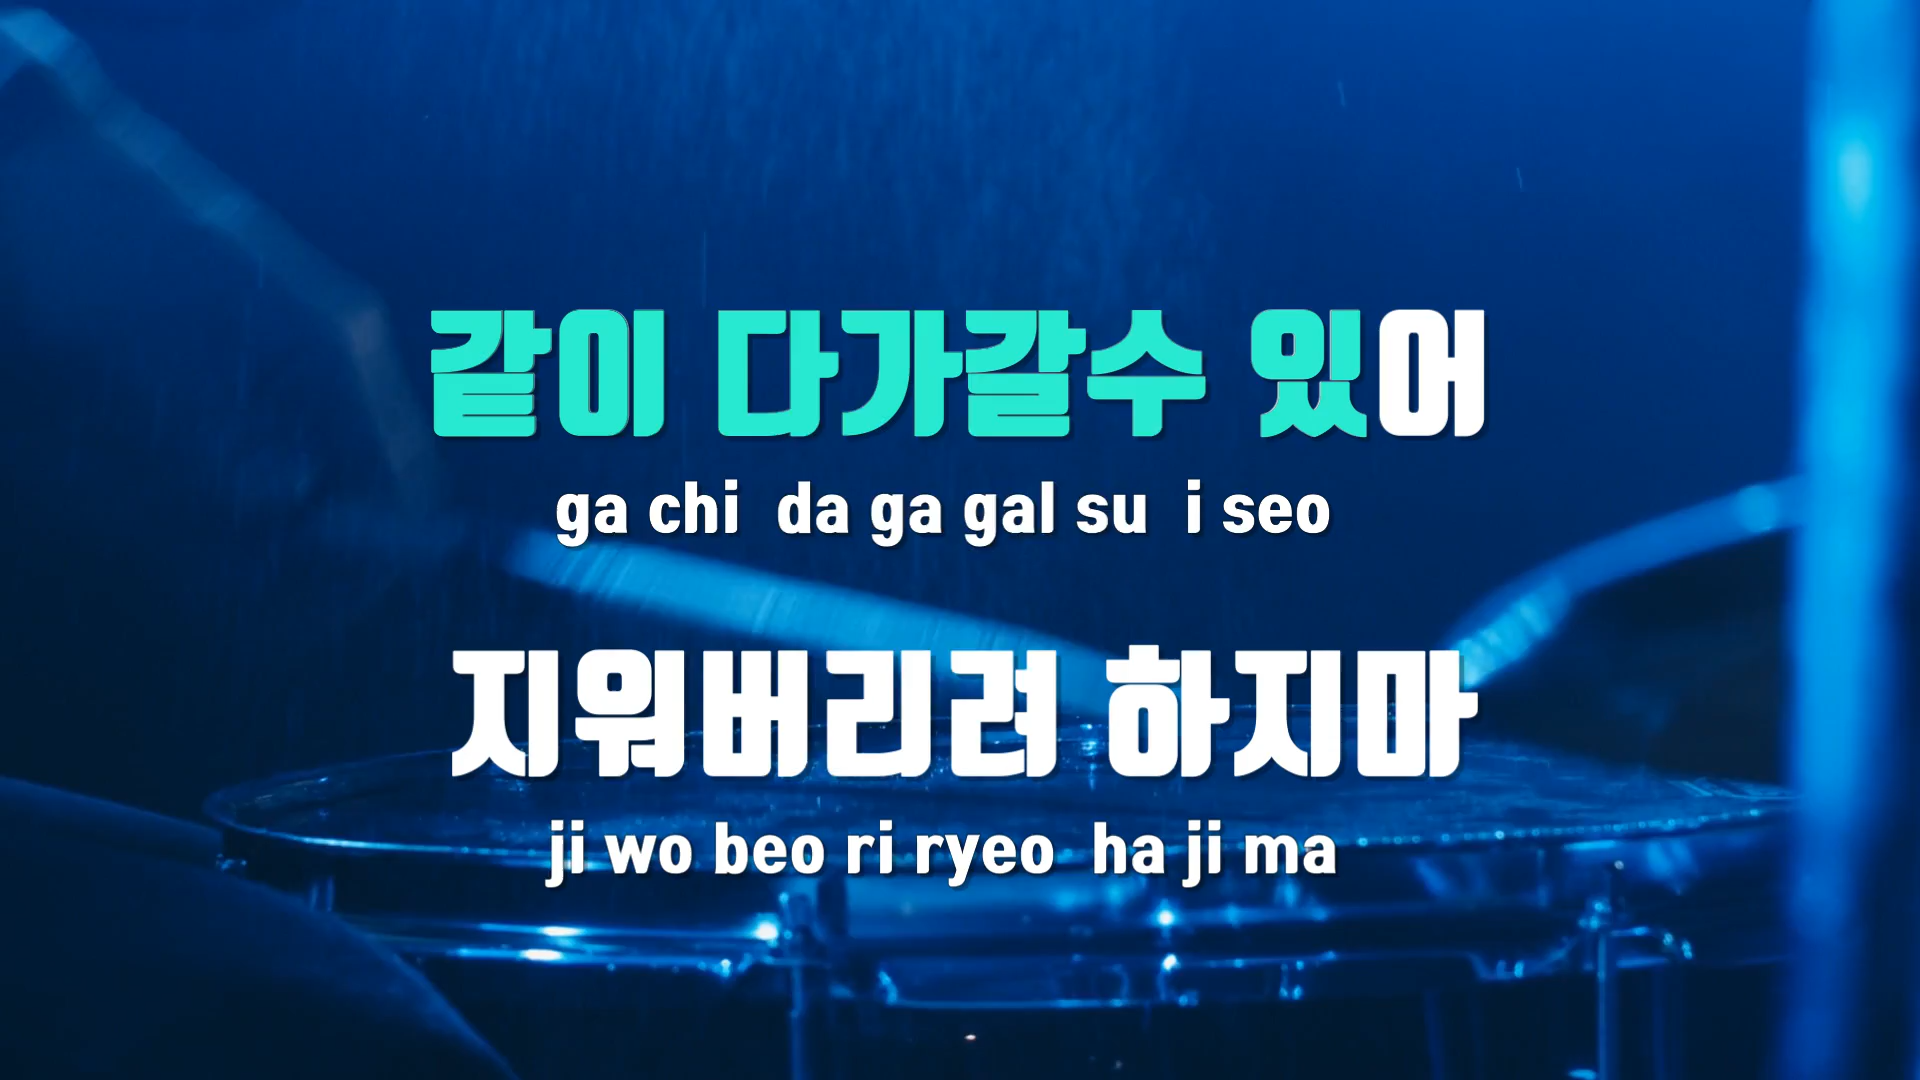 같이 다가갈수 있어
ga chi da ga gal su i seo
지워버리려 하지마
ji wo beo ri ryeo ha ji ma